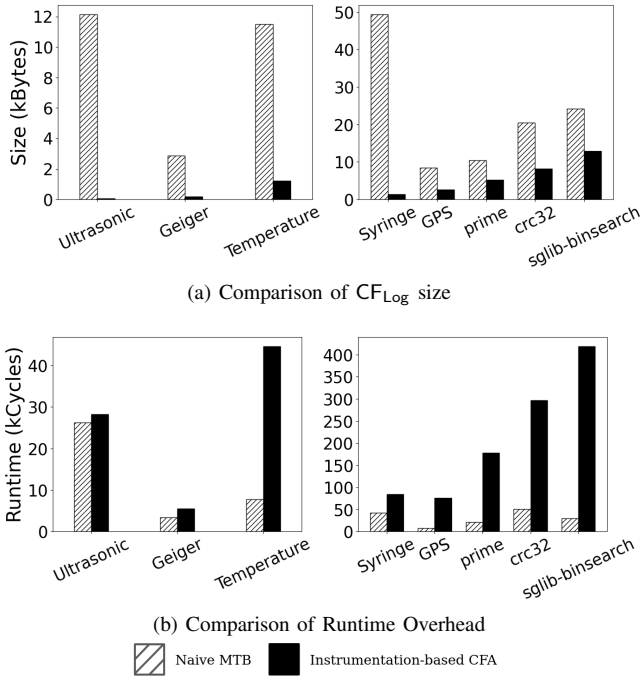 Size (kBytes)
12
10
8
6
4
2
0
Ultrasonic
Geiger
Temperature
50
40
30
20
10
0
Syringe
GPS
prime
crc32
sglib-binsearch
(a) Comparison of CFLog size
Runtime (kCycles)
40
30
20
10
0
Ultrasonic
Geiger
Temperature
400
350
300
250
200
150
100
50
0
Syringe
GPS
prime
crc32
sglib-binsearch
(b) Comparison of Runtime Overhead
Naive MTB
Instrumentation-based CFA